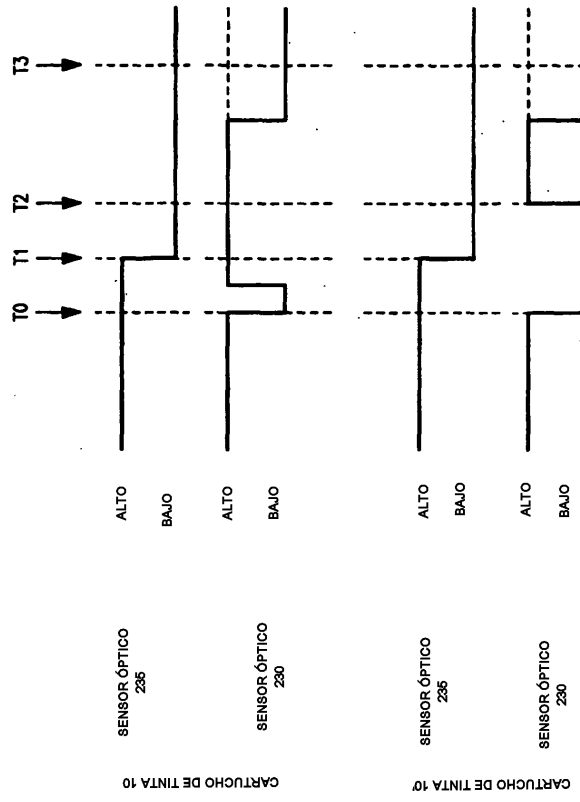 T0
T1
T2
T3
CARTUCHO DE TINTA 10
SENSOR ÓPTICO
235
ALTO
BAJO
SENSOR ÓPTICO
230
ALTO
BAJO
CARTUCHO DE TINTA 10'
SENSOR ÓPTICO
235
ALTO
BAJO
SENSOR ÓPTICO
230
ALTO
BAJO